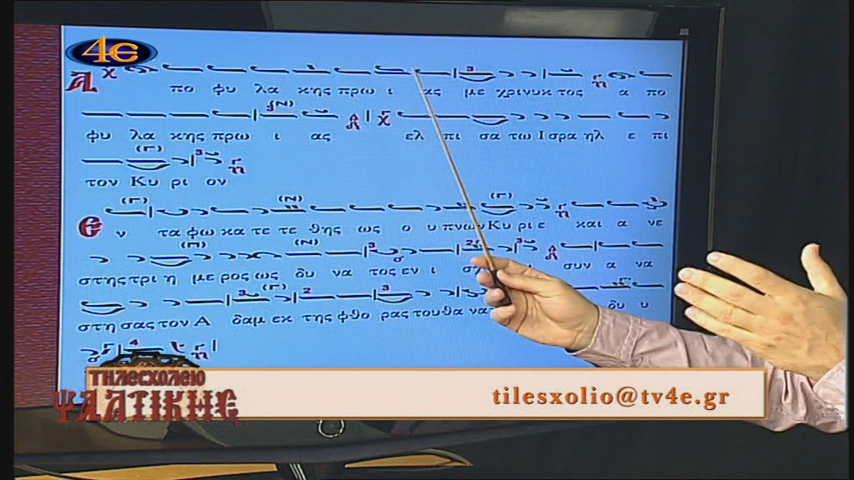 4ε
Α πο φυ λα κης πρω ι ας με χρι νυκ τος α πο
φυ λα κης πρω ι ας ελ πι σα τω Ισ ρα ηλ ε πι
τον Κυ ρι ον
Ε ν τα φω κα τε τε θης ως ο υ πνων Κυ ρι ε και α νε
στης τρι η με ρος ως δυ να τος εν ι συν α να
στη σας τον Α δαμ εκ της φθο ρας του θα να δυ υ
ΤΗΛΕΣΧΟΛΕΙΟ
ΨΑΛΤΙΚΗΣ
tilesxolio@tv4e.gr